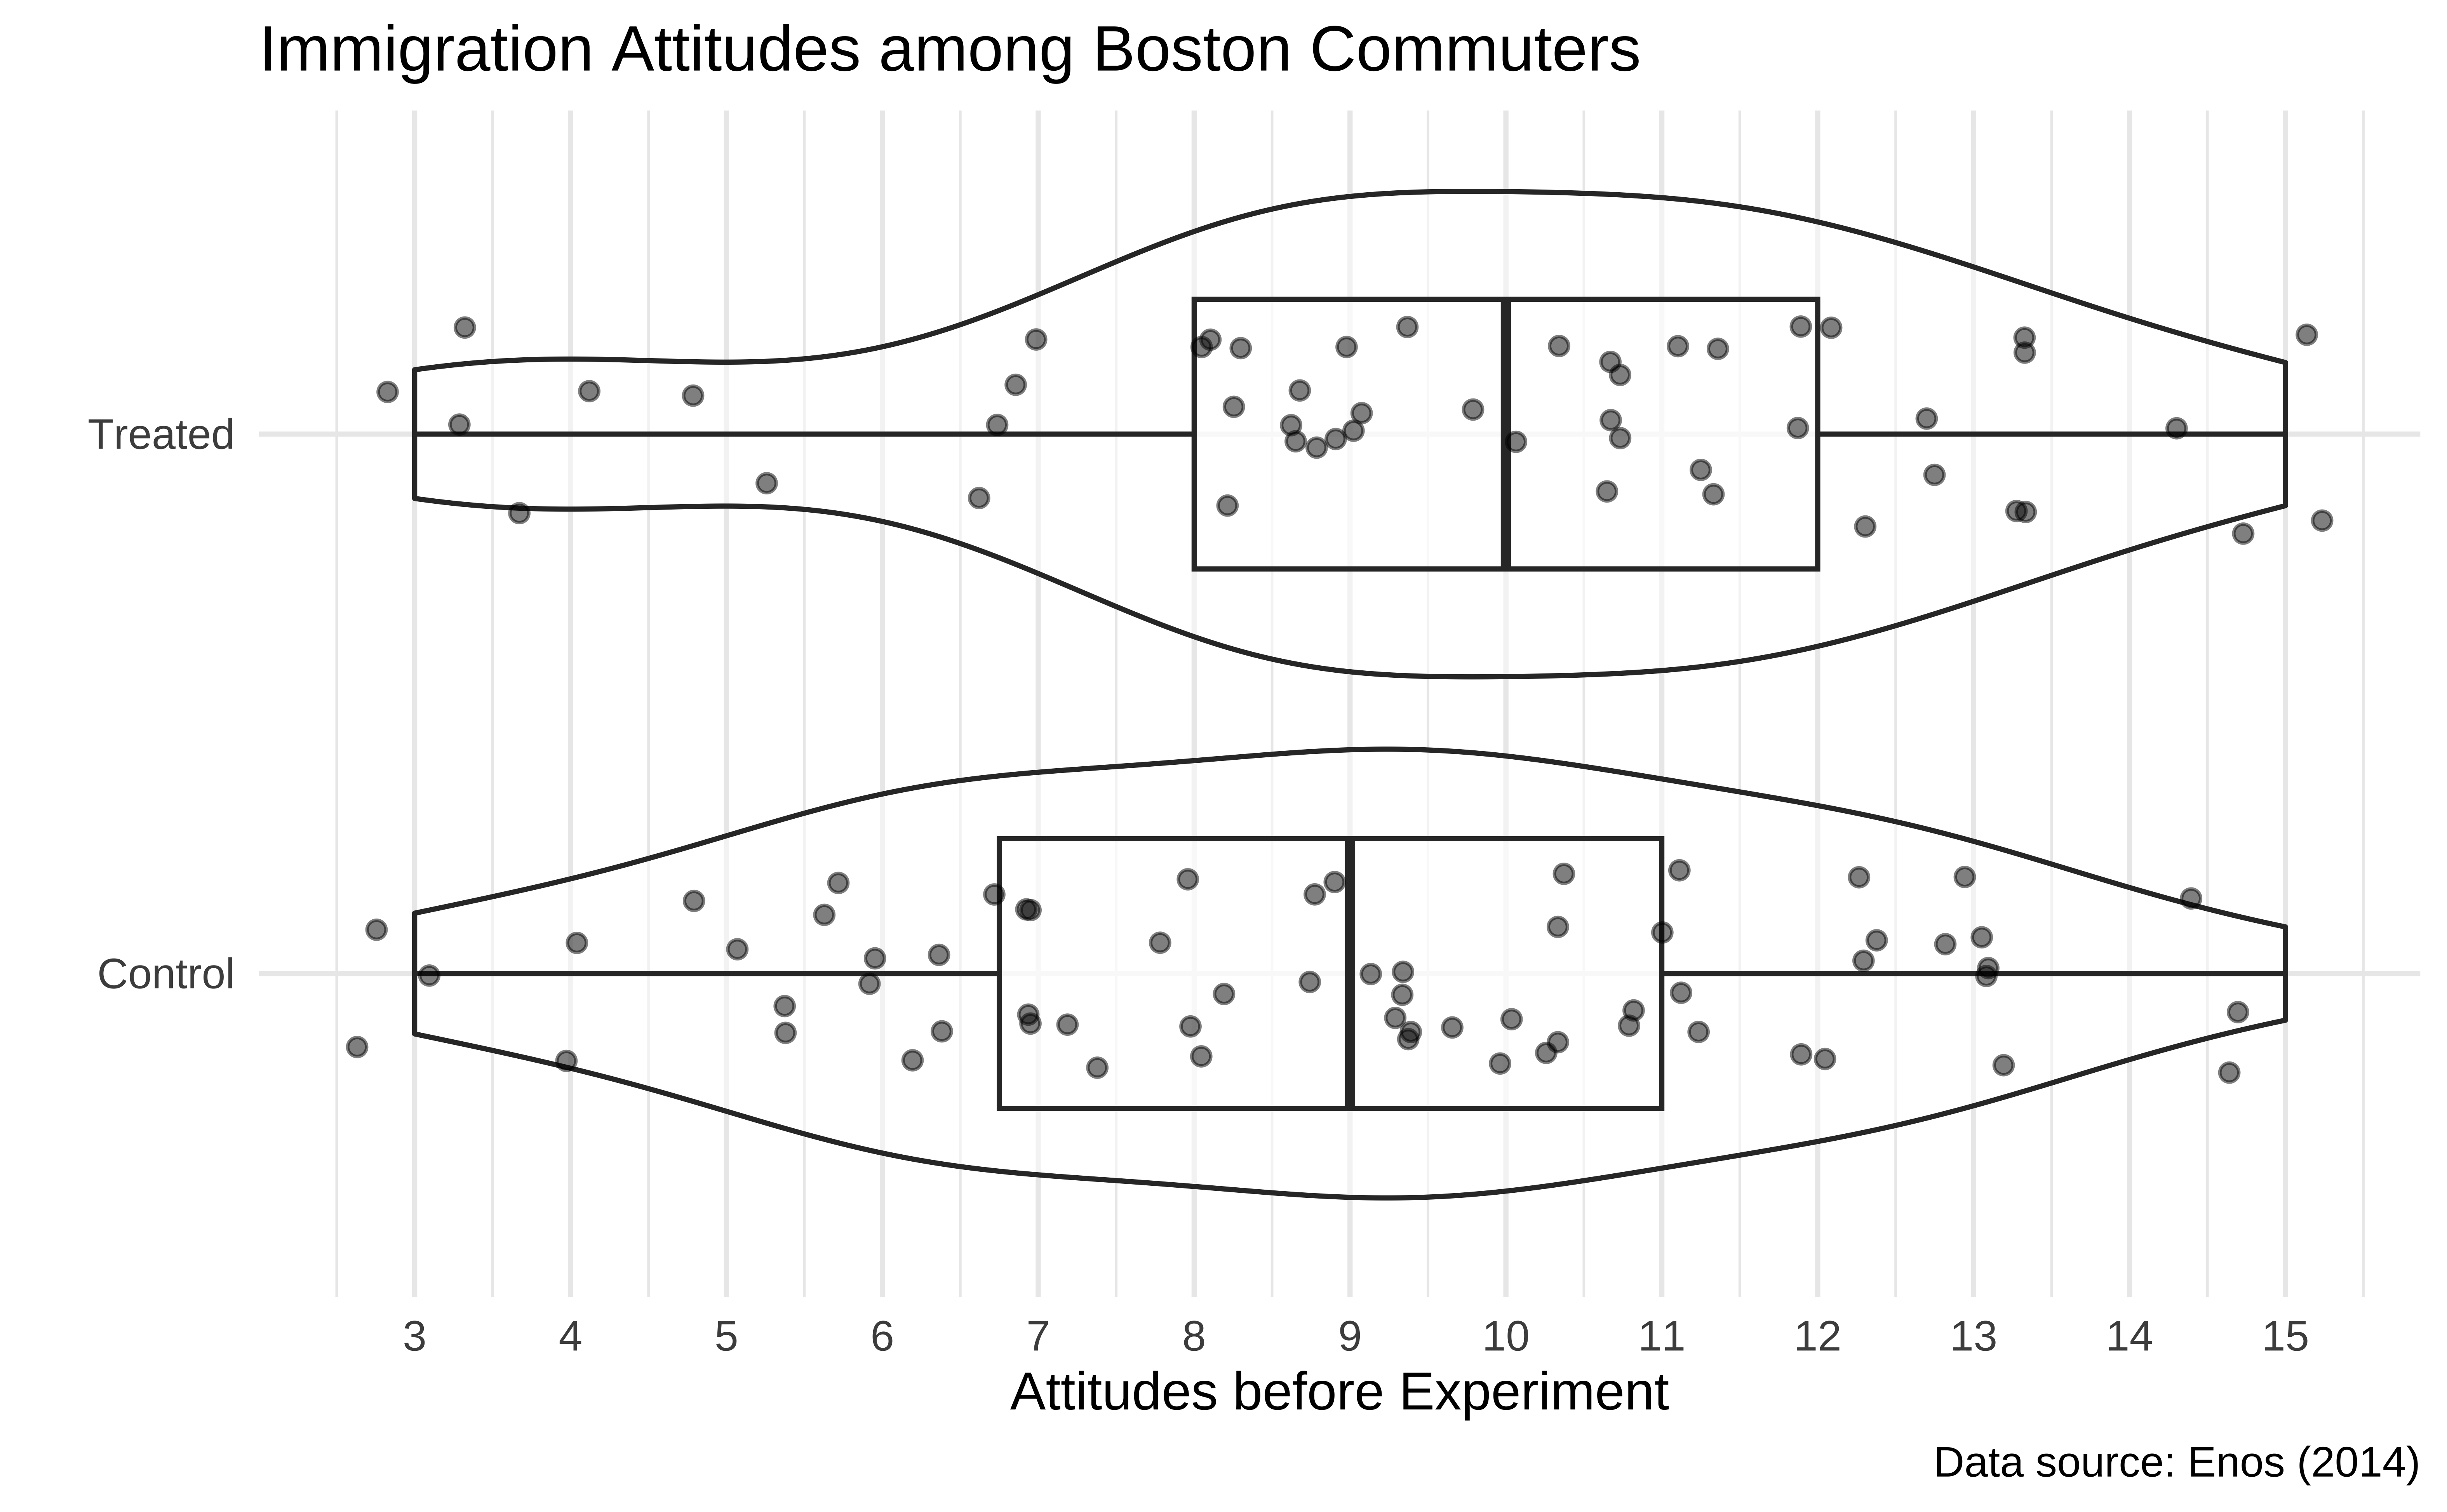 Immigration Attitudes among Boston Commuters
Treated
Control
3 4 5 6 7 8 9 10 11 12 13 14 15
Attitudes before Experiment
Data source: Enos (2014)